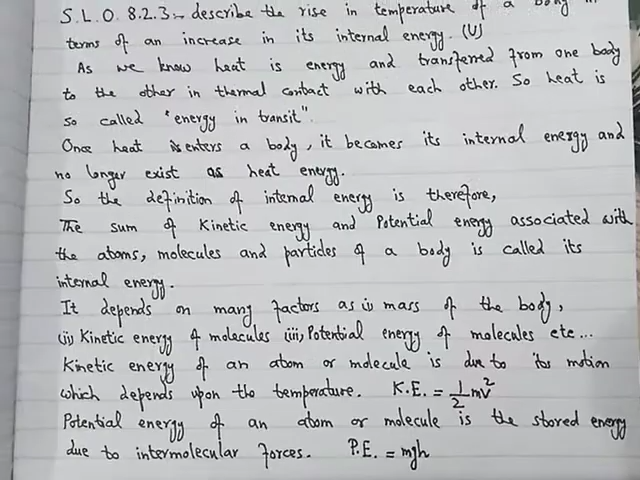 S.L.O. 8.2.3:- describe the rise in temperature of a body in
terms of an increase in its internal energy. (U)
As we know heat is energy and transferred from one body
to the other in thermal contact with each other. So heat is
so called "energy in transit".
Once heat enters a body, it becomes its internal energy and
no longer exist as heat energy.
So the definition of internal energy is therefore,
The sum of Kinetic energy and Potential energy associated with
the atoms, molecules and particles of a body is called its
internal energy.
It depends on many factors as (i) mass of the body,
(ii) Kinetic energy of molecules (iii) Potential energy of molecules etc...
Kinetic energy of an atom or molecule is due to its motion
which depends upon the temperature. K.E. = 1/2 mv²
Potential energy of an atom or molecule is the stored energy
due to intermolecular forces. P.E. = mgh